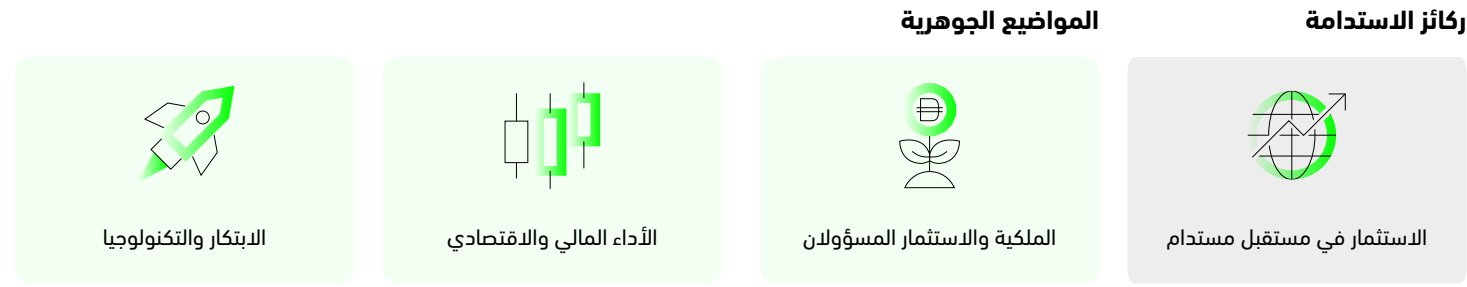 ركائز الاستدامة
المواضيع الجوهرية
الاستثمار في مستقبل مستدام
الملكية والاستثمار المسؤولان
الأداء المالي والاقتصادي
الابتكار والتكنولوجيا